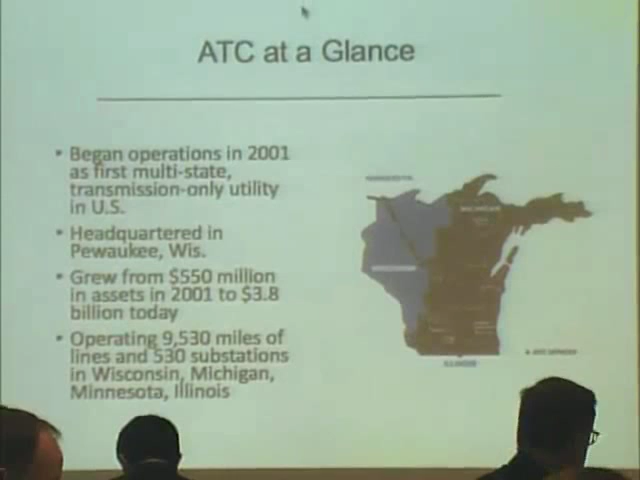 ATC at a Glance
• Began operations in 2001
as first multi-state,
transmission-only utility
in U.S.
• Headquartered in
Pewaukee, Wis.
• Grew from $550 million
in assets in 2001 to $3.8
billion today
• Operating 9,530 miles of
lines and 530 substations
in Wisconsin, Michigan,
Minnesota, Illinois
MICHIGAN
ILLINOIS